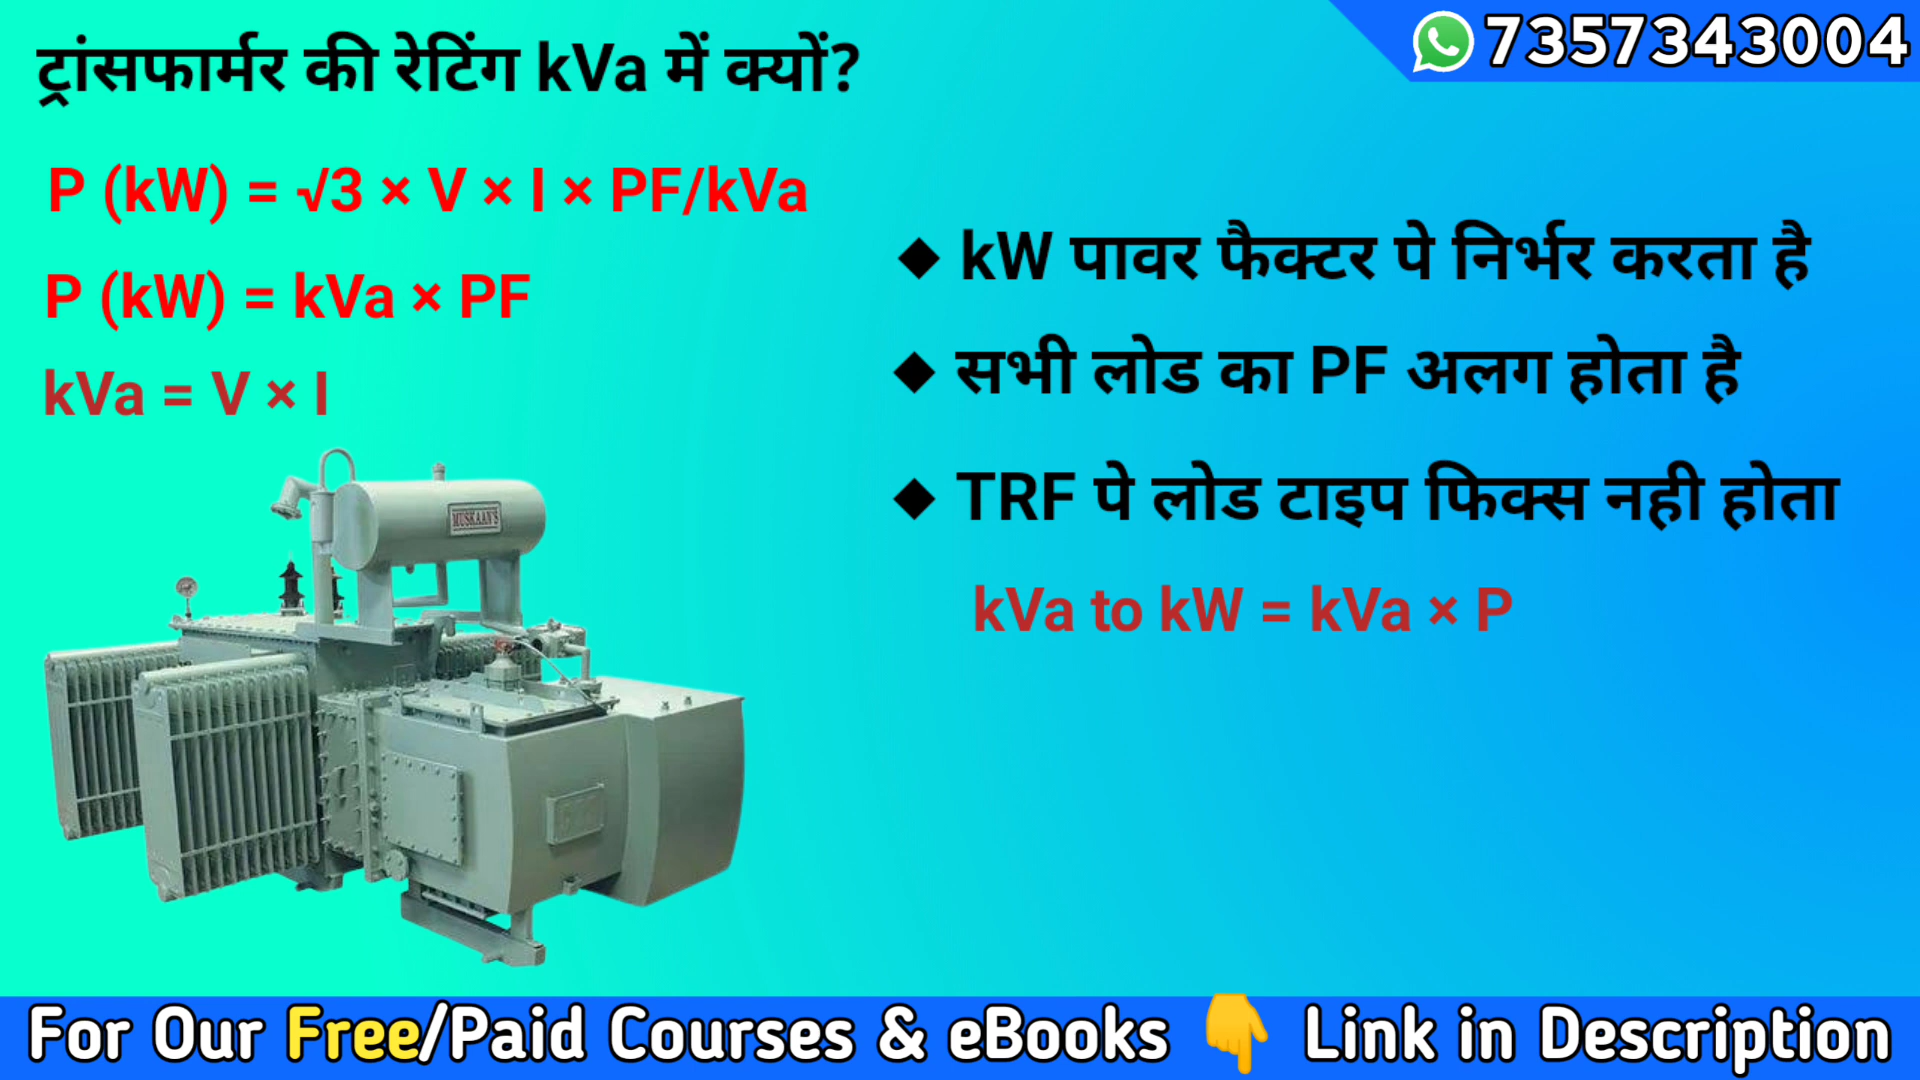 ट्रांसफार्मर की रेटिंग kVa में क्यों?
7357343004
P (kW) = √3 × V × I × PF/kVa
P (kW) = kVa × PF
kVa = V × I
◆ kW पावर फैक्टर पे निर्भर करता है
◆ सभी लोड का PF अलग होता है
◆ TRF पे लोड टाइप फिक्स नही होता
kVa to kW = kVa × P
MUSKAAN'S
For Our Free/Paid Courses & eBooks 👇 Link in Description